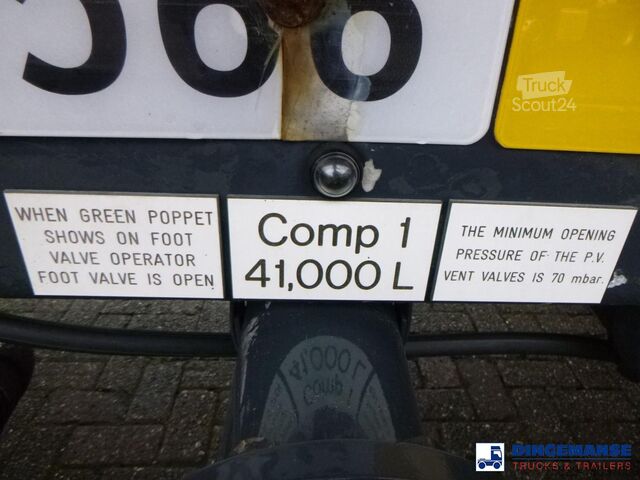 Truck
Scout24
WHEN GREEN POPPET
SHOWS ON FOOT
VALVE OPERATOR
FOOT VALVE IS OPEN
Comp 1
41,000 L
THE MINIMUM OPENING
PRESSURE OF THE P.V.
VENT VALVES IS 70 mbar.
DINGEMANSE
TRUCKS & TRAILERS